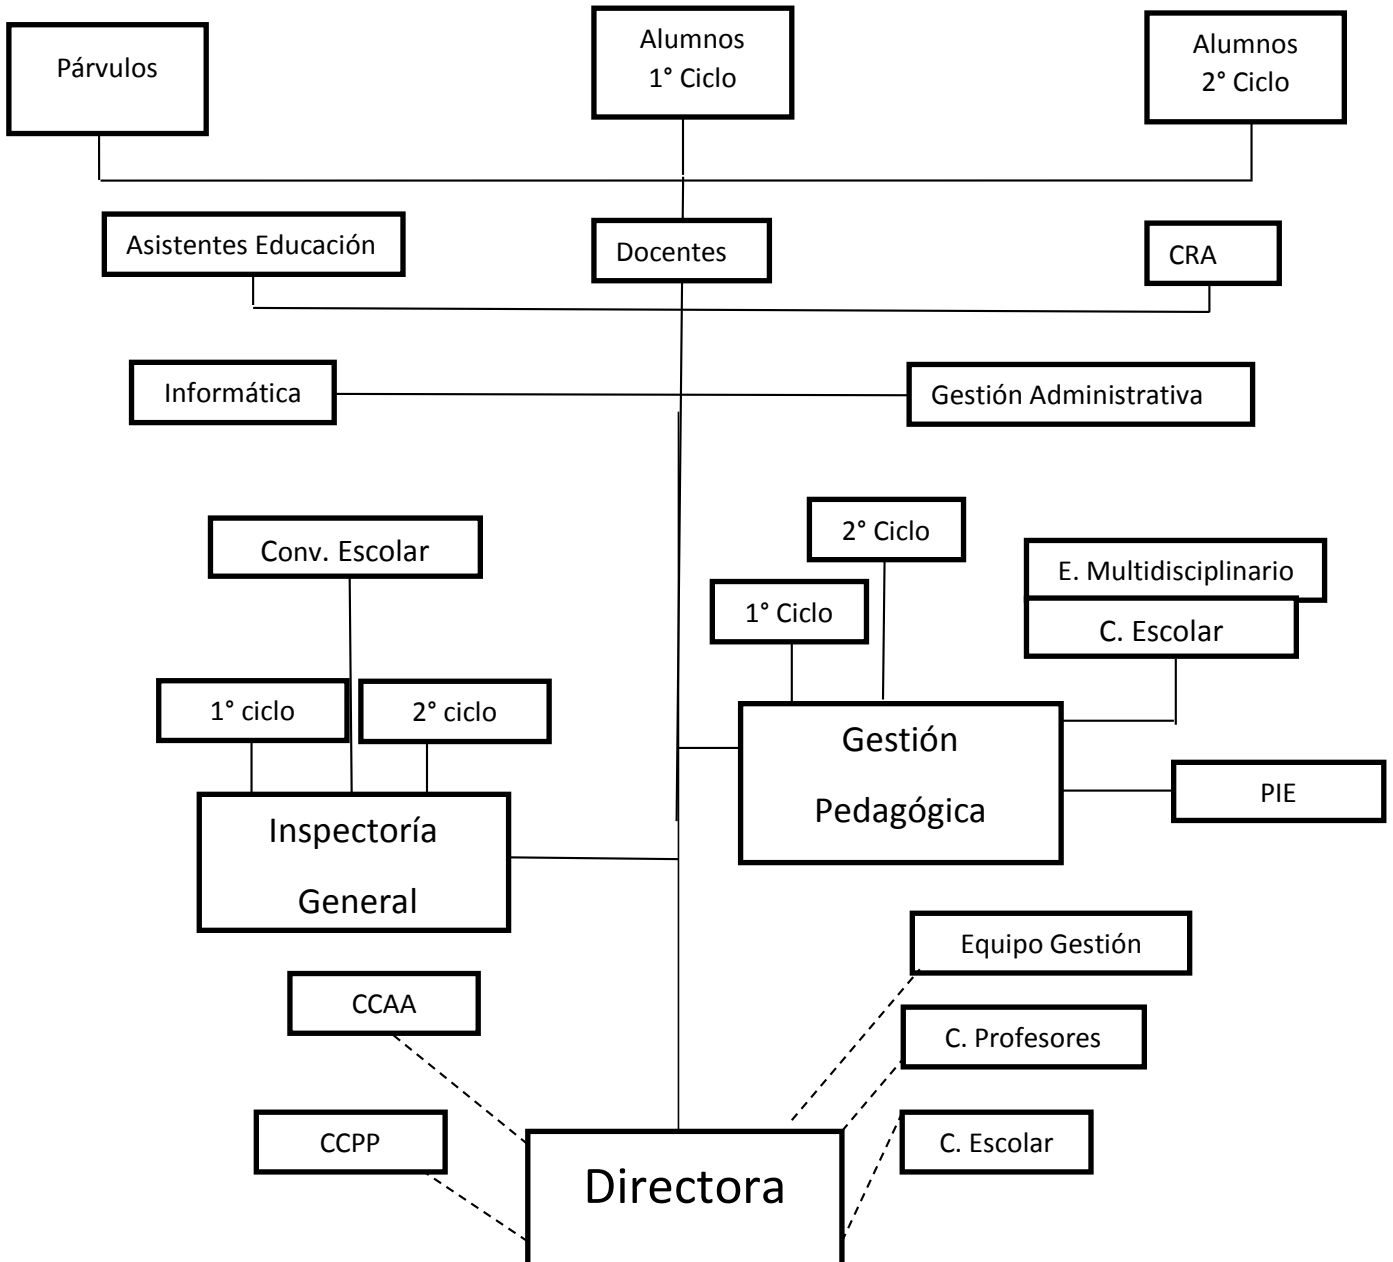 Párvulos
Alumnos
1° Ciclo
Alumnos
2° Ciclo
Asistentes Educación
Docentes
CRA
Informática
Gestión Administrativa
Conv. Escolar
2° Ciclo
1° Ciclo
E. Multidisciplinario
C. Escolar
1° ciclo
2° ciclo
Gestión
Pedagógica
PIE
Inspectoría
General
Equipo Gestión
CCAA
C. Profesores
CCPP
C. Escolar
Directora